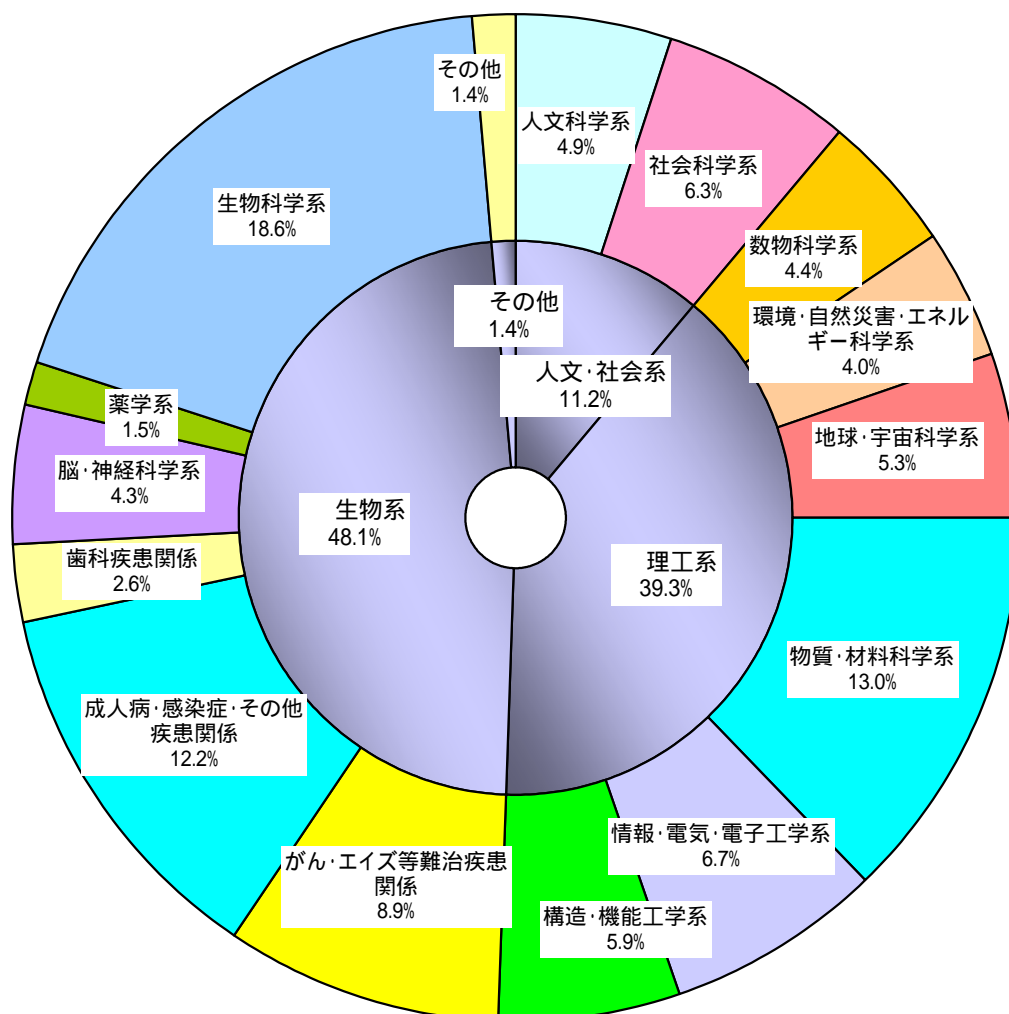 その他
1.4%
人文科学系
4.9%
社会科学系
6.3%
生物科学系
18.6%
数物科学系
4.4%
その他
1.4%
環境・自然災害・エネル
ギー科学系
4.0%
人文・社会系
11.2%
薬学系
1.5%
地球・宇宙科学系
5.3%
脳・神経科学系
4.3%
生物系
48.1%
歯科疾患関係
2.6%
理工系
39.3%
物質・材料科学系
13.0%
成人病・感染症・その他
疾患関係
12.2%
情報・電気・電子工学系
6.7%
がん・エイズ等難治疾患
関係
8.9%
構造・機能工学系
5.9%